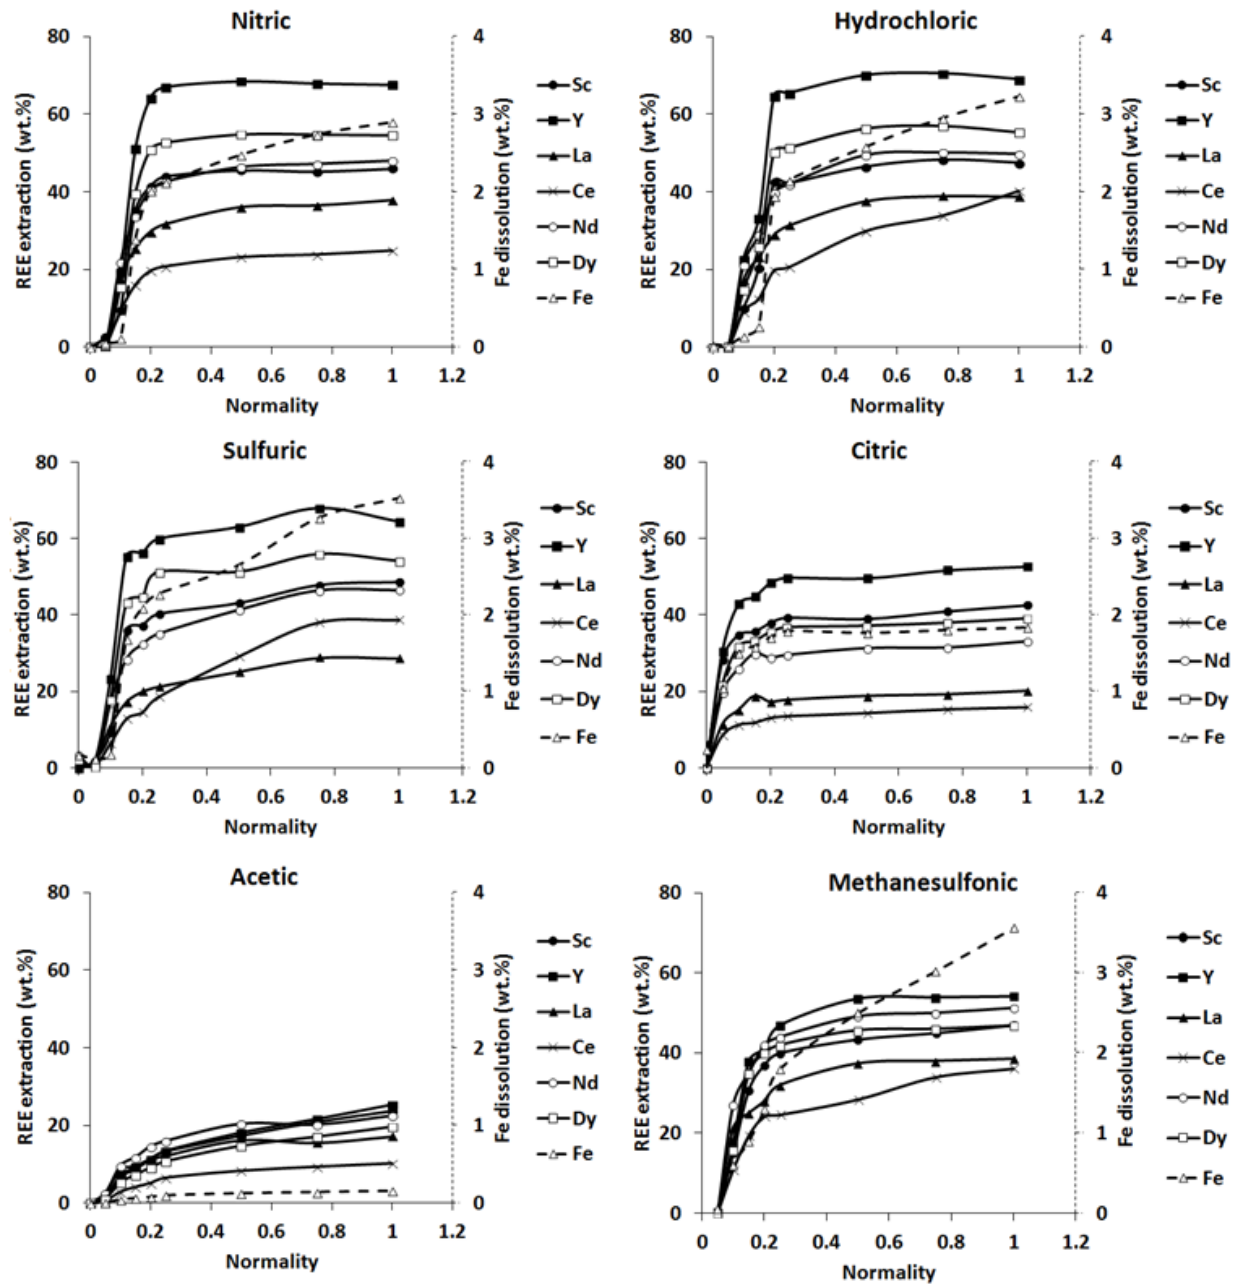 Nitric
80
60
40
20
0
REE extraction (wt.%)
0 0.2 0.4 0.6 0.8 1 1.2
Normality
4
3
2
1
0
Fe dissolution (wt.%)
Sc
Y
La
Ce
Nd
Dy
Fe
Hydrochloric
80
60
40
20
0
REE extraction (wt.%)
0 0.2 0.4 0.6 0.8 1 1.2
Normality
4
3
2
1
0
Fe dissolution (wt.%)
Sc
Y
La
Ce
Nd
Dy
Fe
Sulfuric
80
60
40
20
0
REE extraction (wt.%)
0 0.2 0.4 0.6 0.8 1 1.2
Normality
4
3
2
1
0
Fe dissolution (wt.%)
Sc
Y
La
Ce
Nd
Dy
Fe
Citric
80
60
40
20
0
REE extraction (wt.%)
0 0.2 0.4 0.6 0.8 1 1.2
Normality
4
3
2
1
0
Fe dissolution (wt.%)
Sc
Y
La
Ce
Nd
Dy
Fe
Acetic
80
60
40
20
0
REE extraction (wt.%)
0 0.2 0.4 0.6 0.8 1 1.2
Normality
4
3
2
1
0
Fe dissolution (wt.%)
Sc
Y
La
Ce
Nd
Dy
Fe
Methanesulfonic
80
60
40
20
0
REE extraction (wt.%)
0 0.2 0.4 0.6 0.8 1 1.2
Normality
4
3
2
1
0
Fe dissolution (wt.%)
Sc
Y
La
Ce
Nd
Dy
Fe